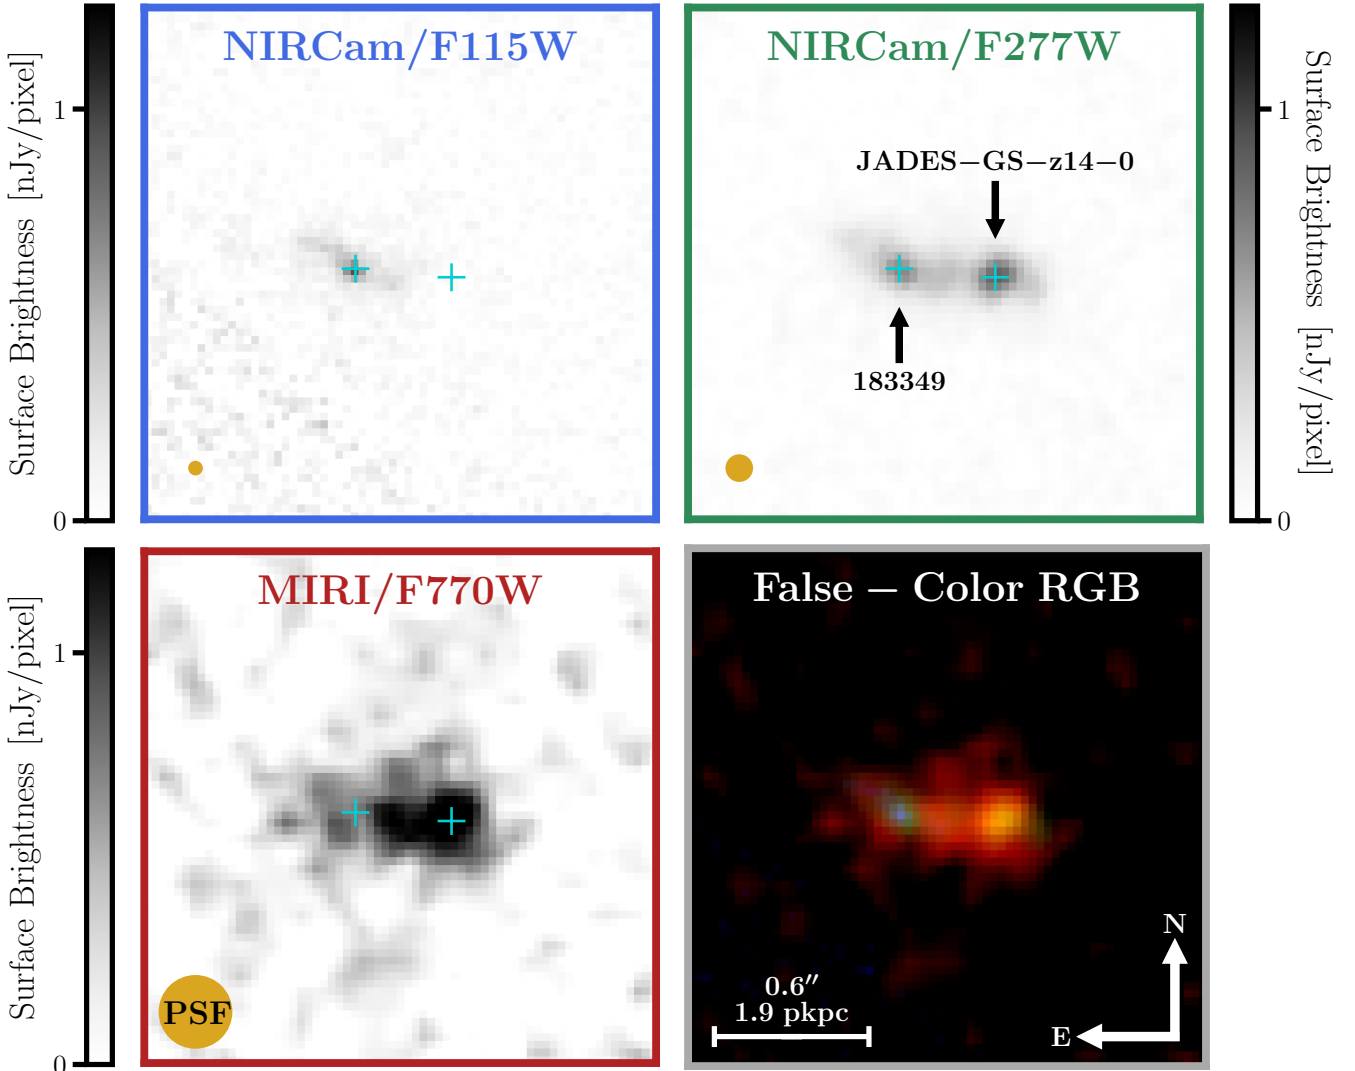 NIRCam/F115W
NIRCam/F277W
Surface Brightness [nJy/pixel]
1
0
JADES−GS−z14−0
183349
1
0
Surface Brightness [nJy/pixel]
MIRI/F770W
False − Color RGB
Surface Brightness [nJy/pixel]
1
0
PSF
0.6″
1.9 pkpc
N
E